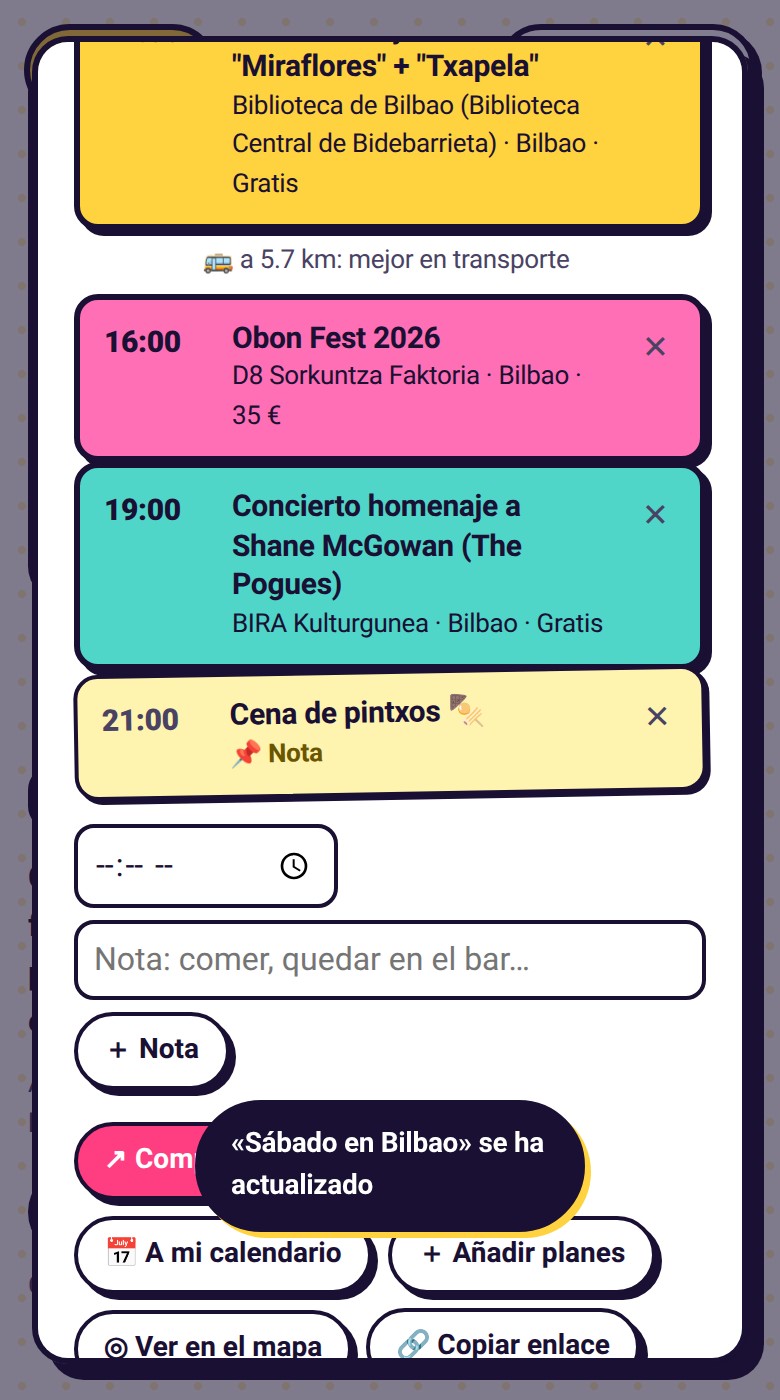 "Miraflores" + "Txapela"
Biblioteca de Bilbao (Biblioteca
Central de Bidebarrieta) · Bilbao ·
Gratis
🚌 a 5.7 km: mejor en transporte
16:00
Obon Fest 2026
✕
D8 Sorkuntza Faktoria · Bilbao ·
35 €
19:00
Concierto homenaje a
✕
Shane McGowan (The
Pogues)
BIRA Kulturgunea · Bilbao · Gratis
21:00
Cena de pintxos 🍢
✕
📌 Nota
--:-- --
Nota: comer, quedar en el bar…
+ Nota
«Sábado en Bilbao» se ha
actualizado
↗
📅 A mi calendario
+ Añadir planes
◎ Ver en el mapa
🔗 Copiar enlace